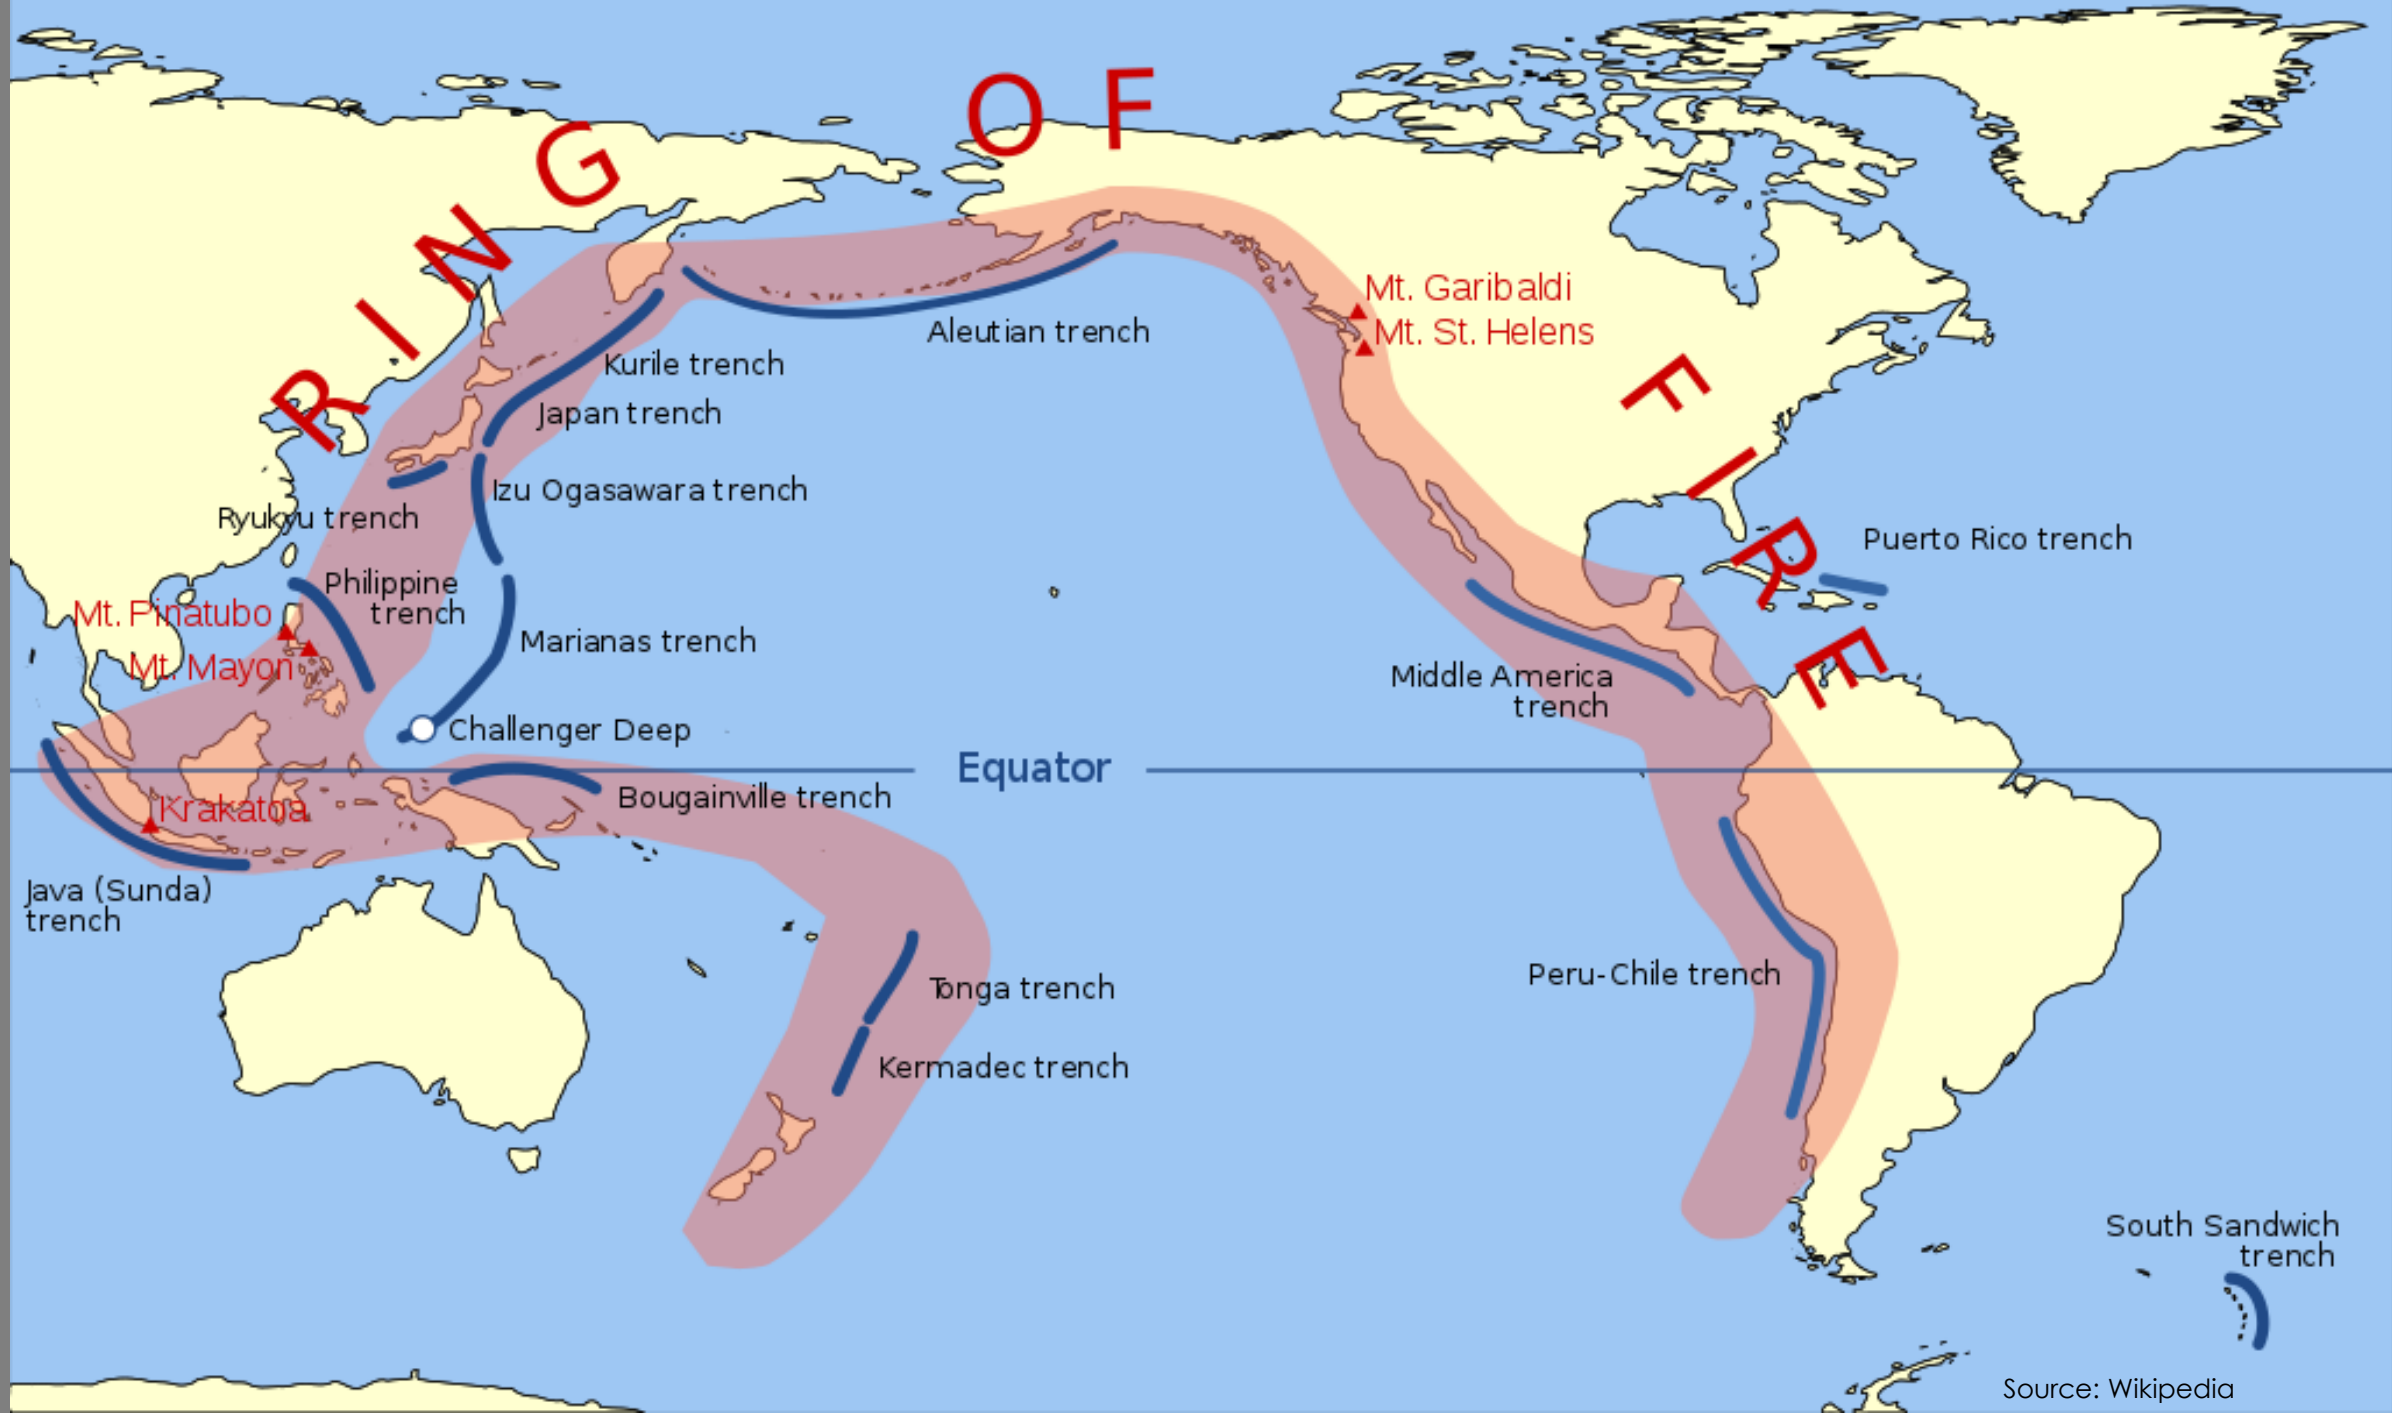 RING OF FIRE
Mt. Garibaldi
Mt. St. Helens
Aleutian trench
Kurile trench
Japan trench
Izu Ogasawara trench
Ryukyu trench
Puerto Rico trench
Philippine
trench
Mt. Pinatubo
Mt. Mayon
Marianas trench
Middle America
trench
Challenger Deep
Equator
Bougainville trench
Krakatoa
Java (Sunda)
trench
Tonga trench
Peru-Chile trench
Kermadec trench
South Sandwich
trench
Source: Wikipedia